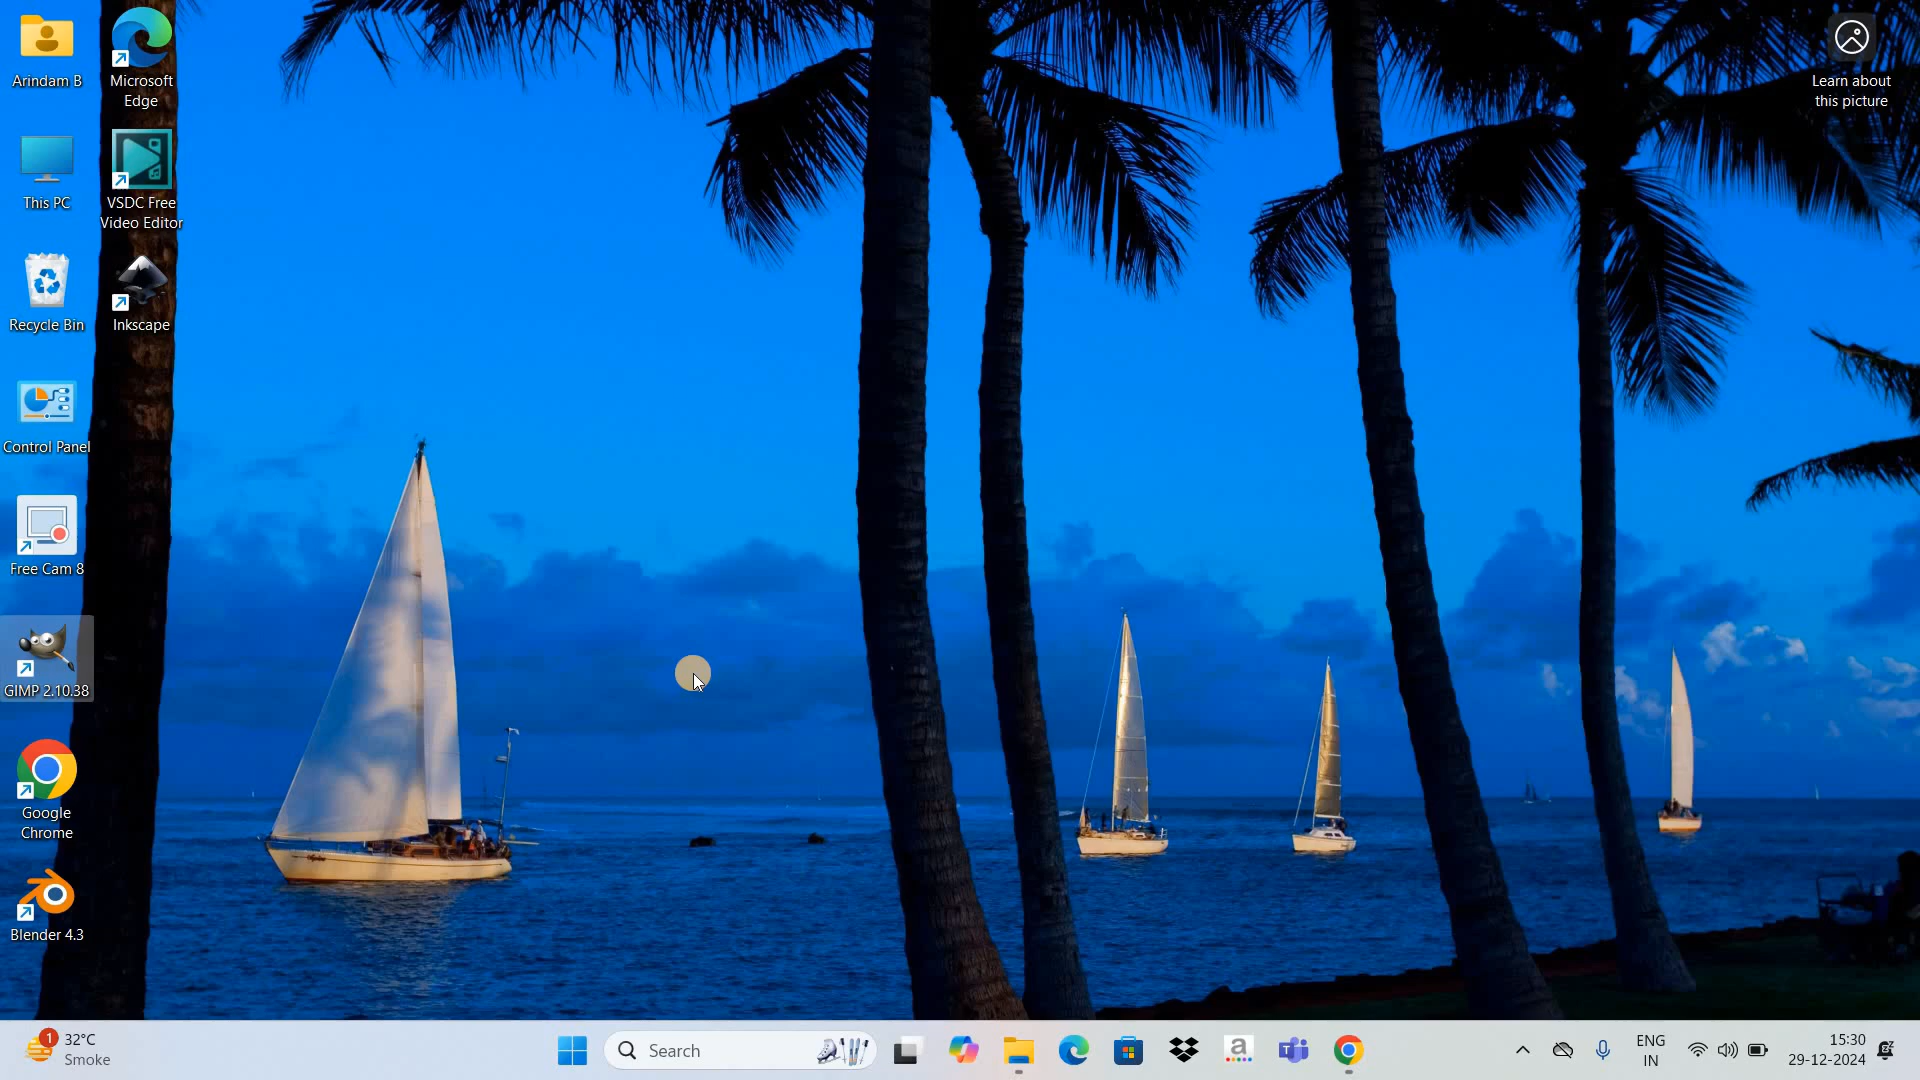 Arindam B
Microsoft
Edge
Learn about
this picture
This PC
VSDC Free
Video Editor
Recycle Bin
Inkscape
Control Panel
Free Cam 8
GIMP 2.10.38
Google
Chrome
Blender 4.3
1
32°C
Smoke
Search
a
T
ENG
IN
15:30
29-12-2024